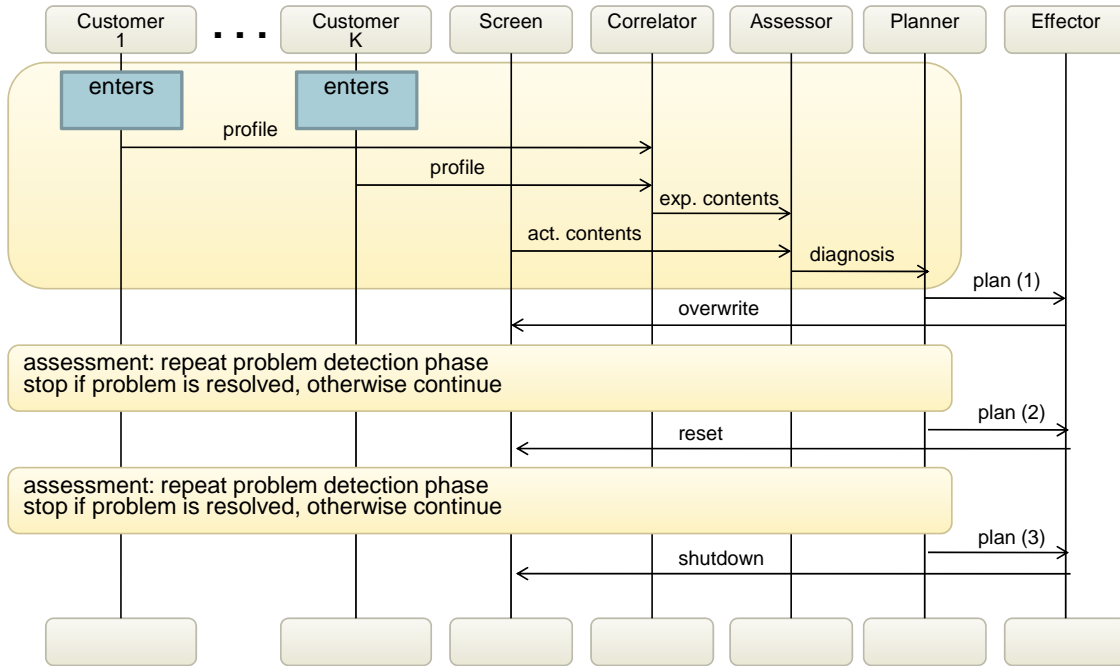 Customer
1
. . .
Customer
K
Screen
Correlator
Assessor
Planner
Effector
enters
enters
profile
profile
exp. contents
act. contents
diagnosis
plan (1)
overwrite
assessment: repeat problem detection phase
stop if problem is resolved, otherwise continue
plan (2)
reset
assessment: repeat problem detection phase
stop if problem is resolved, otherwise continue
plan (3)
shutdown